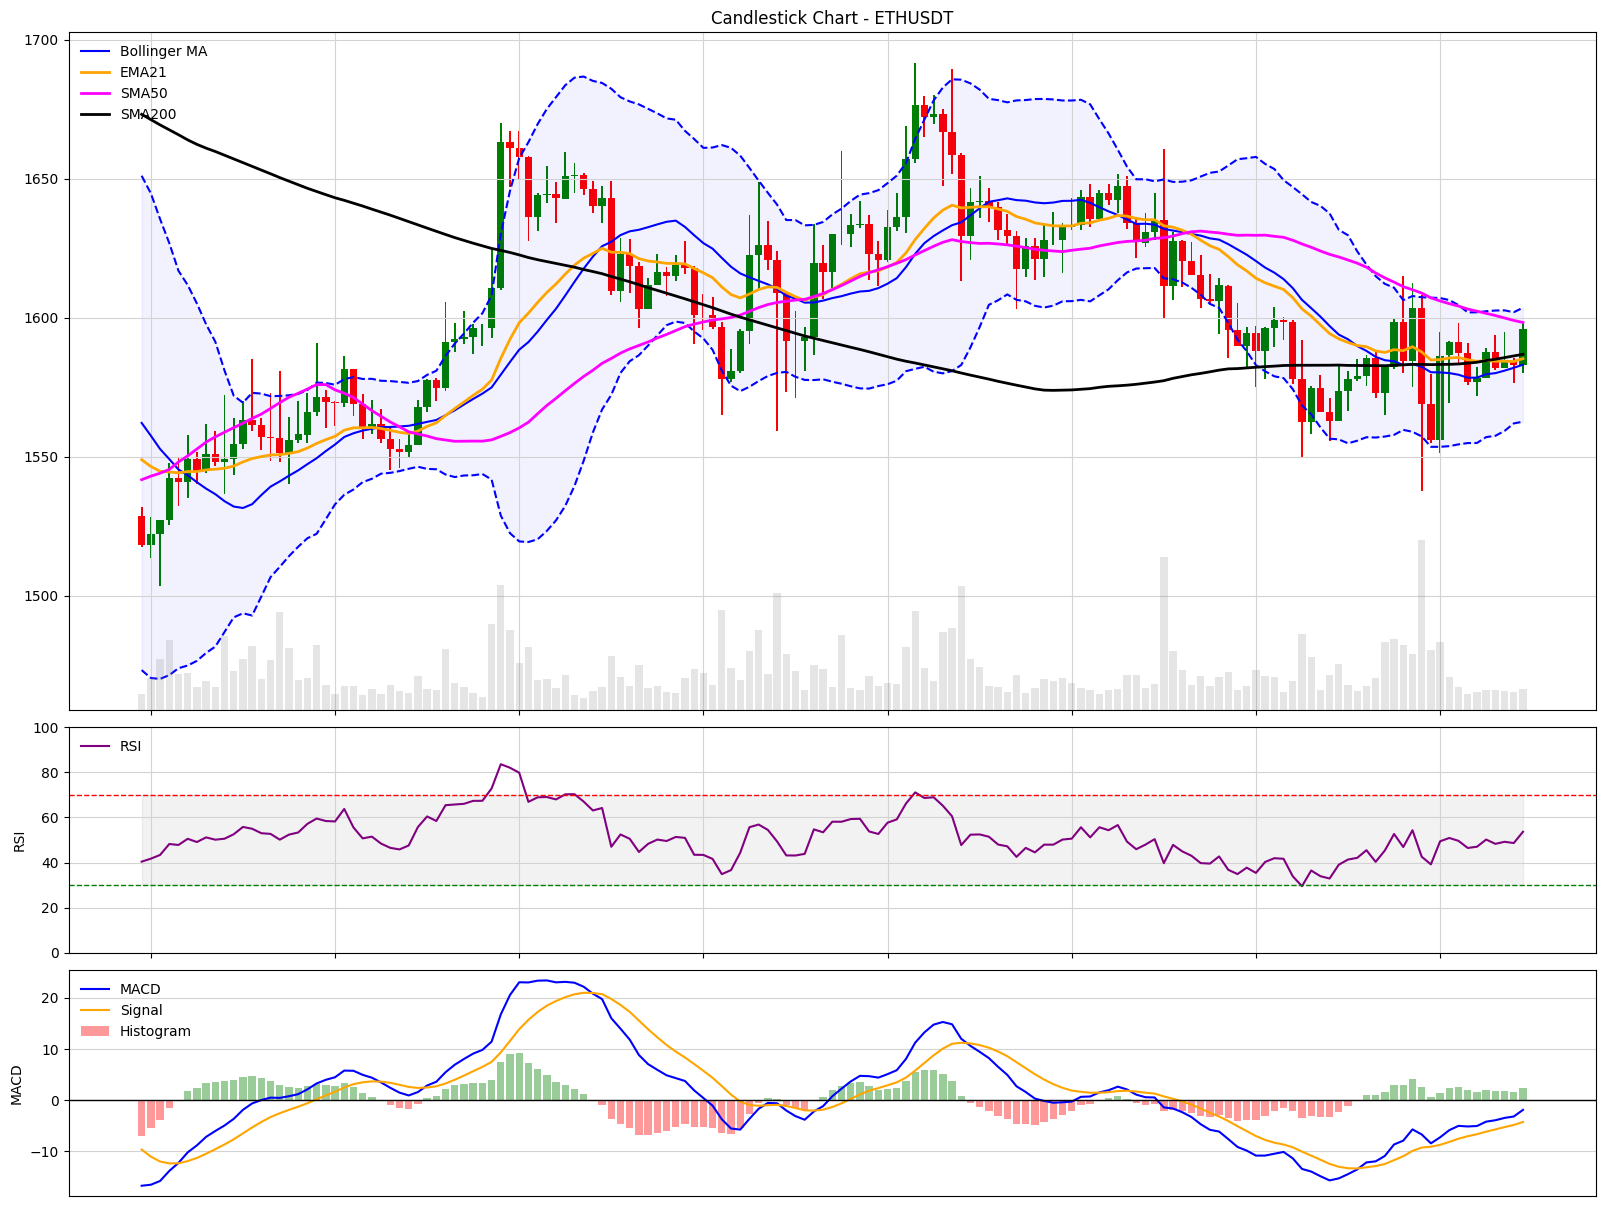 Candlestick Chart - ETHUSDT
1700
1650
1600
1550
1500
Bollinger MA
EMA21
SMA50
SMA200
100
80
60
40
20
0
RSI
RSI
20
10
0
−10
MACD
MACD
Signal
Histogram